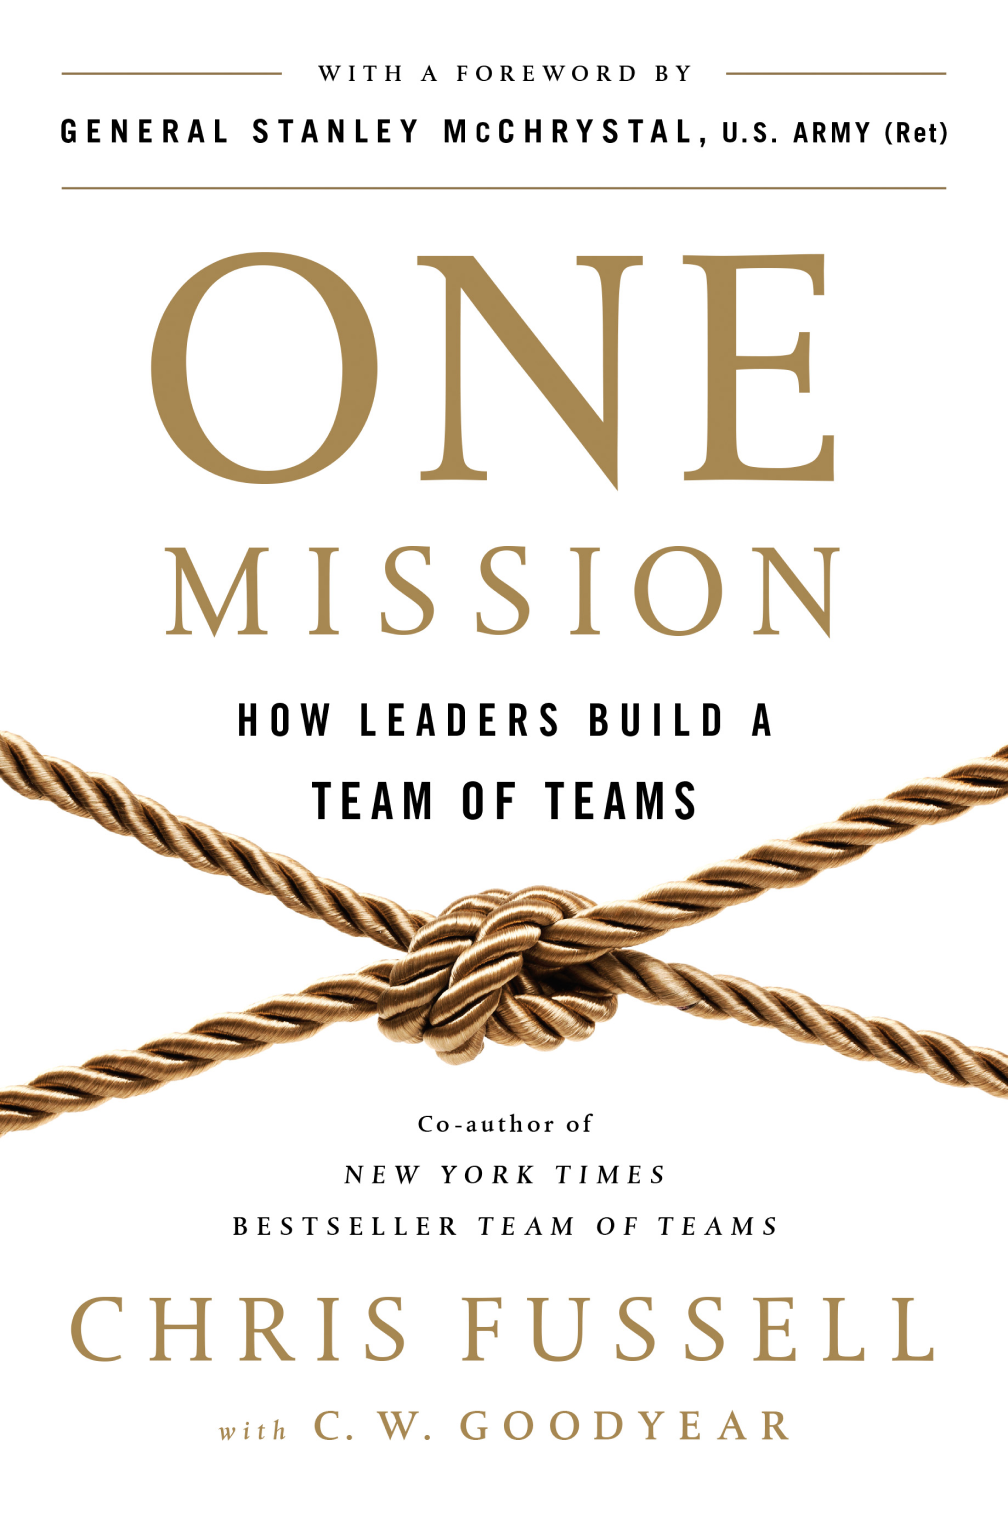 WITH A FOREWORD BY
GENERAL STANLEY McCHRYSTAL, U.S. ARMY (Ret)
ONE
MISSION
HOW LEADERS BUILD A
TEAM OF TEAMS
Co-author of
NEW YORK TIMES
BESTSELLER TEAM OF TEAMS
CHRIS FUSSELL
with C. W. GOODYEAR